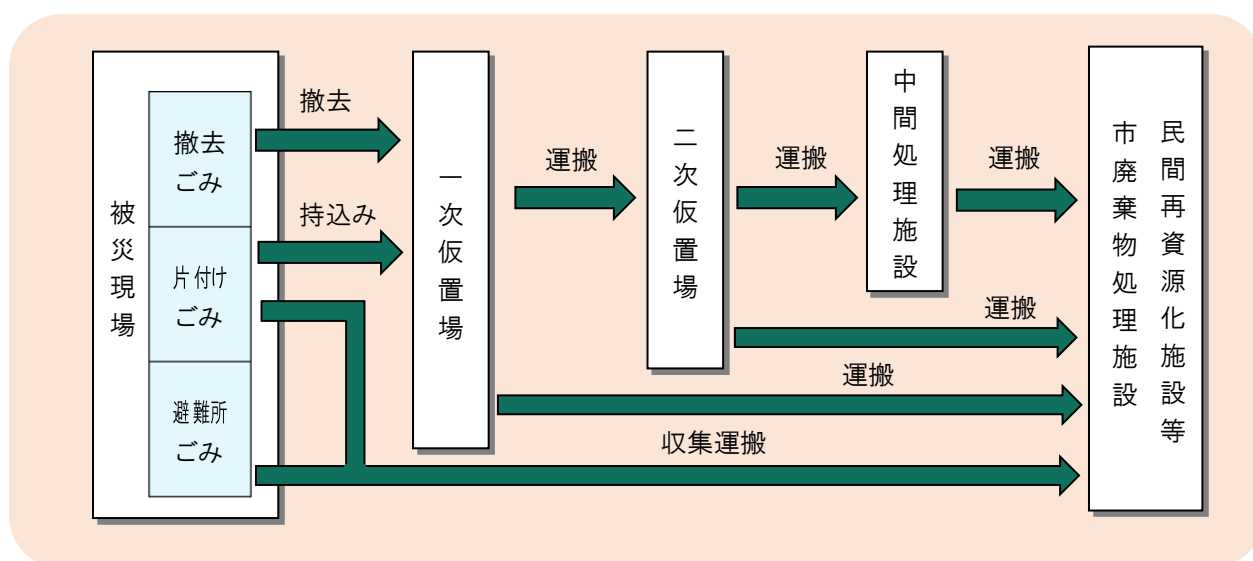 被災現場
撤去
ごみ
片付け
ごみ
避難所
ごみ
撤去
持込み
一次仮置場
運搬
二次仮置場
運搬
中間処理施設
運搬
運搬
運搬
収集運搬
民間再資源化施設等
市廃棄物処理施設